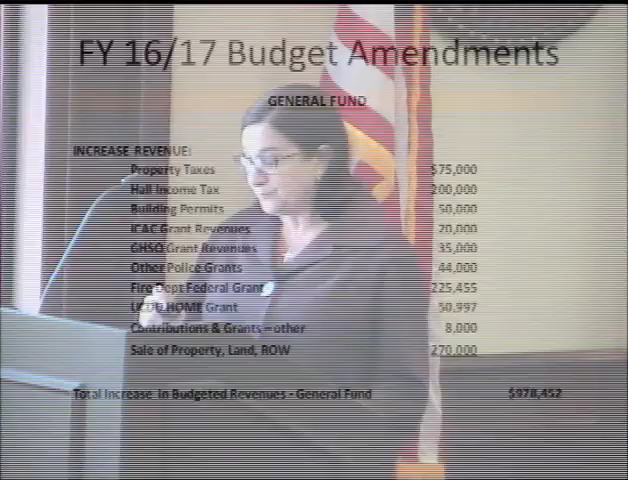 FY 16/17 Budget Amendments
GENERAL FUND
INCREASE REVENUE:
Property Taxes $75,000
Hall Income Tax 200,000
Building Permits 50,000
ICAC Grant Revenues 20,000
GHSO Grant Revenues 35,000
Other Police Grants 44,000
Fire Dept Federal Grant 225,455
UCDD HOME Grant 50,997
Contributions & Grants – other 8,000
Sale of Property, Land, ROW 270,000
Total Increase in Budgeted Revenues - General Fund $978,452